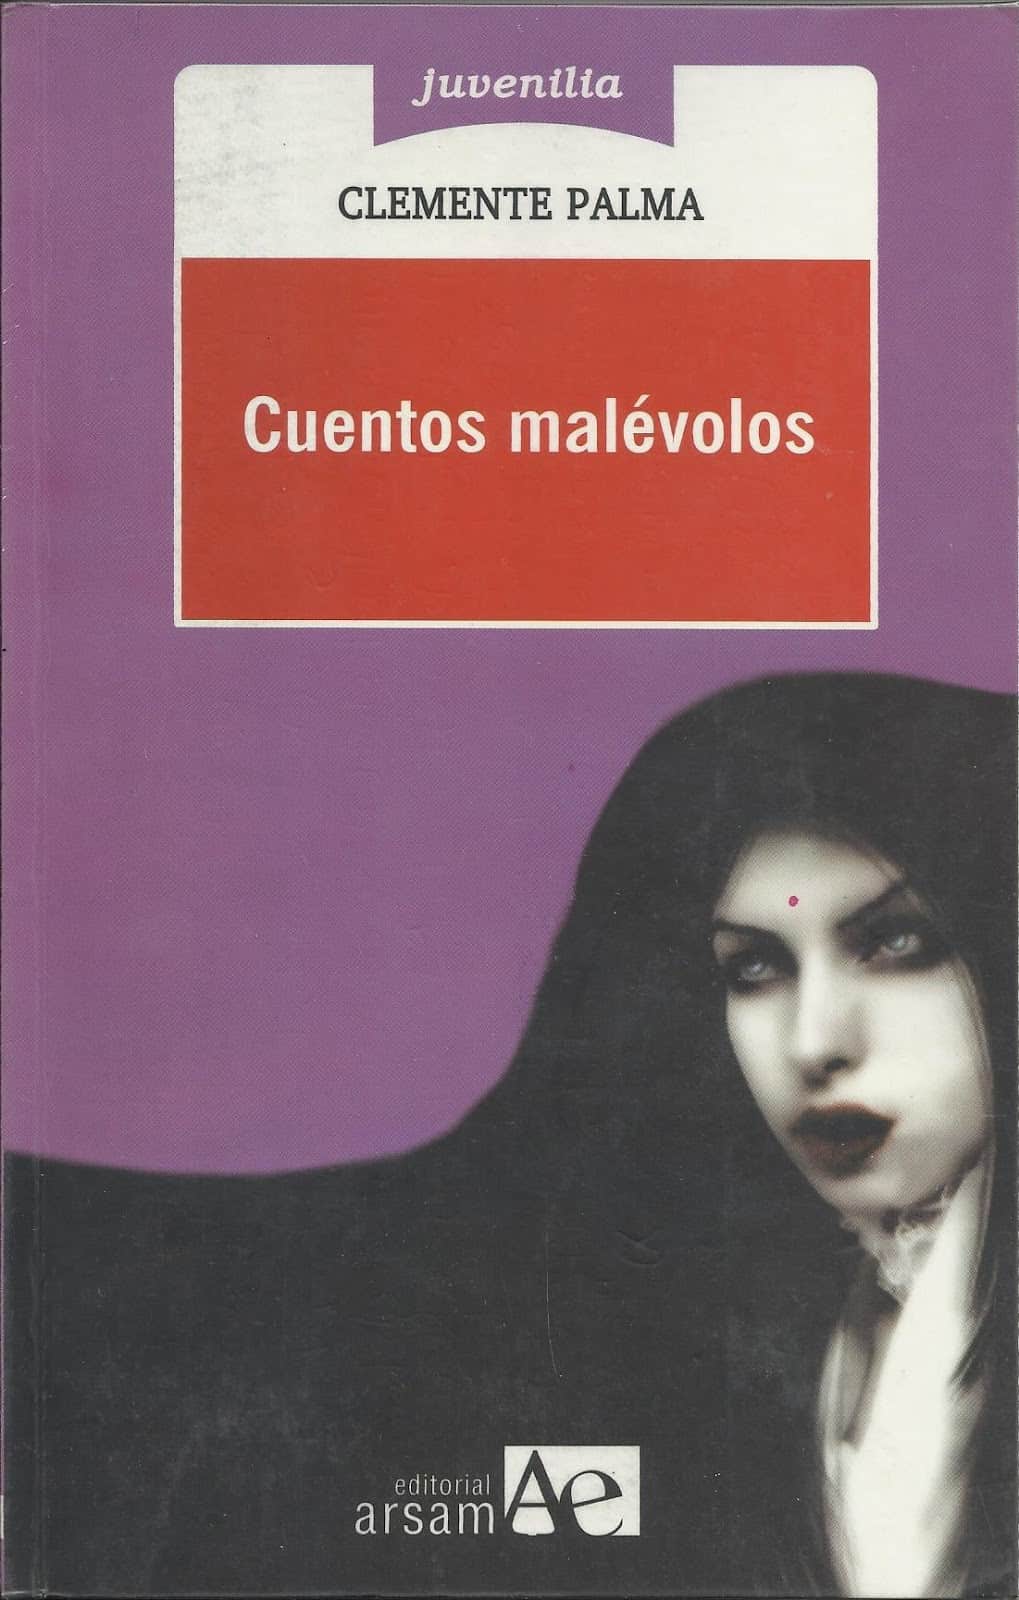 juvenilia
CLEMENTE PALMA
Cuentos malévolos
editorial
arsam
Ae